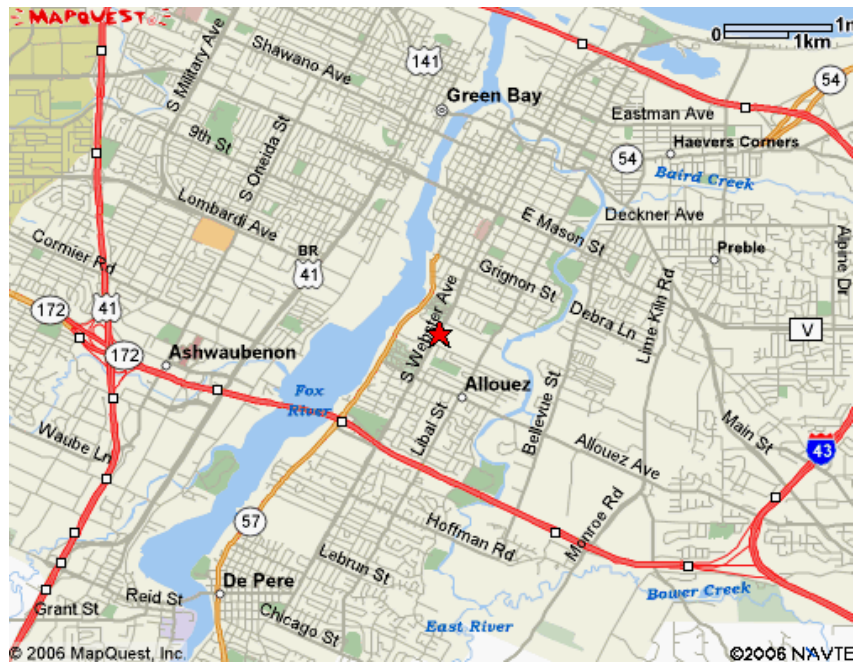 MAPQUEST
0 1m
1km
Shawano Ave
S Military Ave
141
Green Bay
54
Eastman Ave
9th St
S Oneida St
Haevers Corners
54
Baird Creek
Lombardi Ave
Deckner Ave
E Mason St
Cormier Rd
BR
41
Preble
Alpine Dr
Grignon St
172
41
Lime Kiln Rd
Debra Ln
V
S Webster Ave
172
Ashwaubenon
Fox
River
Allouez
Bellevue St
Libal St
Main St
Waube Ln
Allouez Ave
43
57
Hoffman Rd
Monroe Rd
Lebrun St
De Pere
Reid St
Bower Creek
Grant St
Chicago St
East River
© 2006 MapQuest, Inc.
©2006 NAVTE